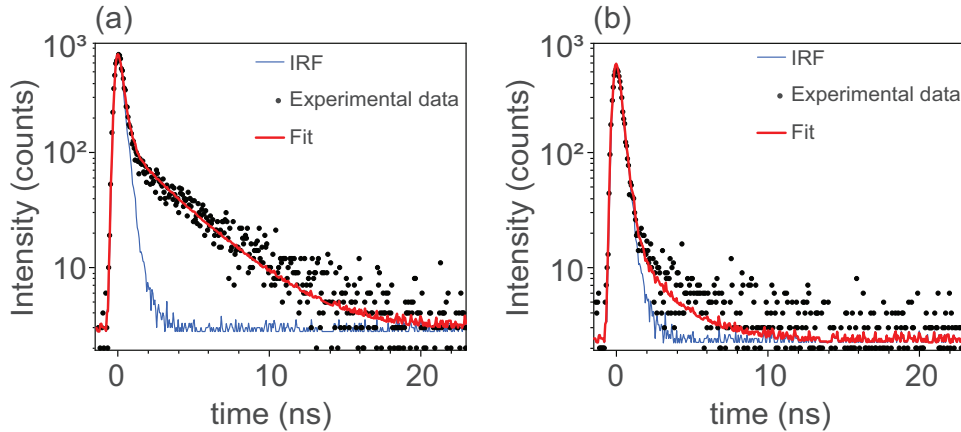 (a)
Intensity (counts)
10³
10²
10
IRF
Experimental data
Fit
0
10
20
time (ns)
(b)
Intensity (counts)
10³
10²
10
IRF
Experimental data
Fit
0
10
20
time (ns)